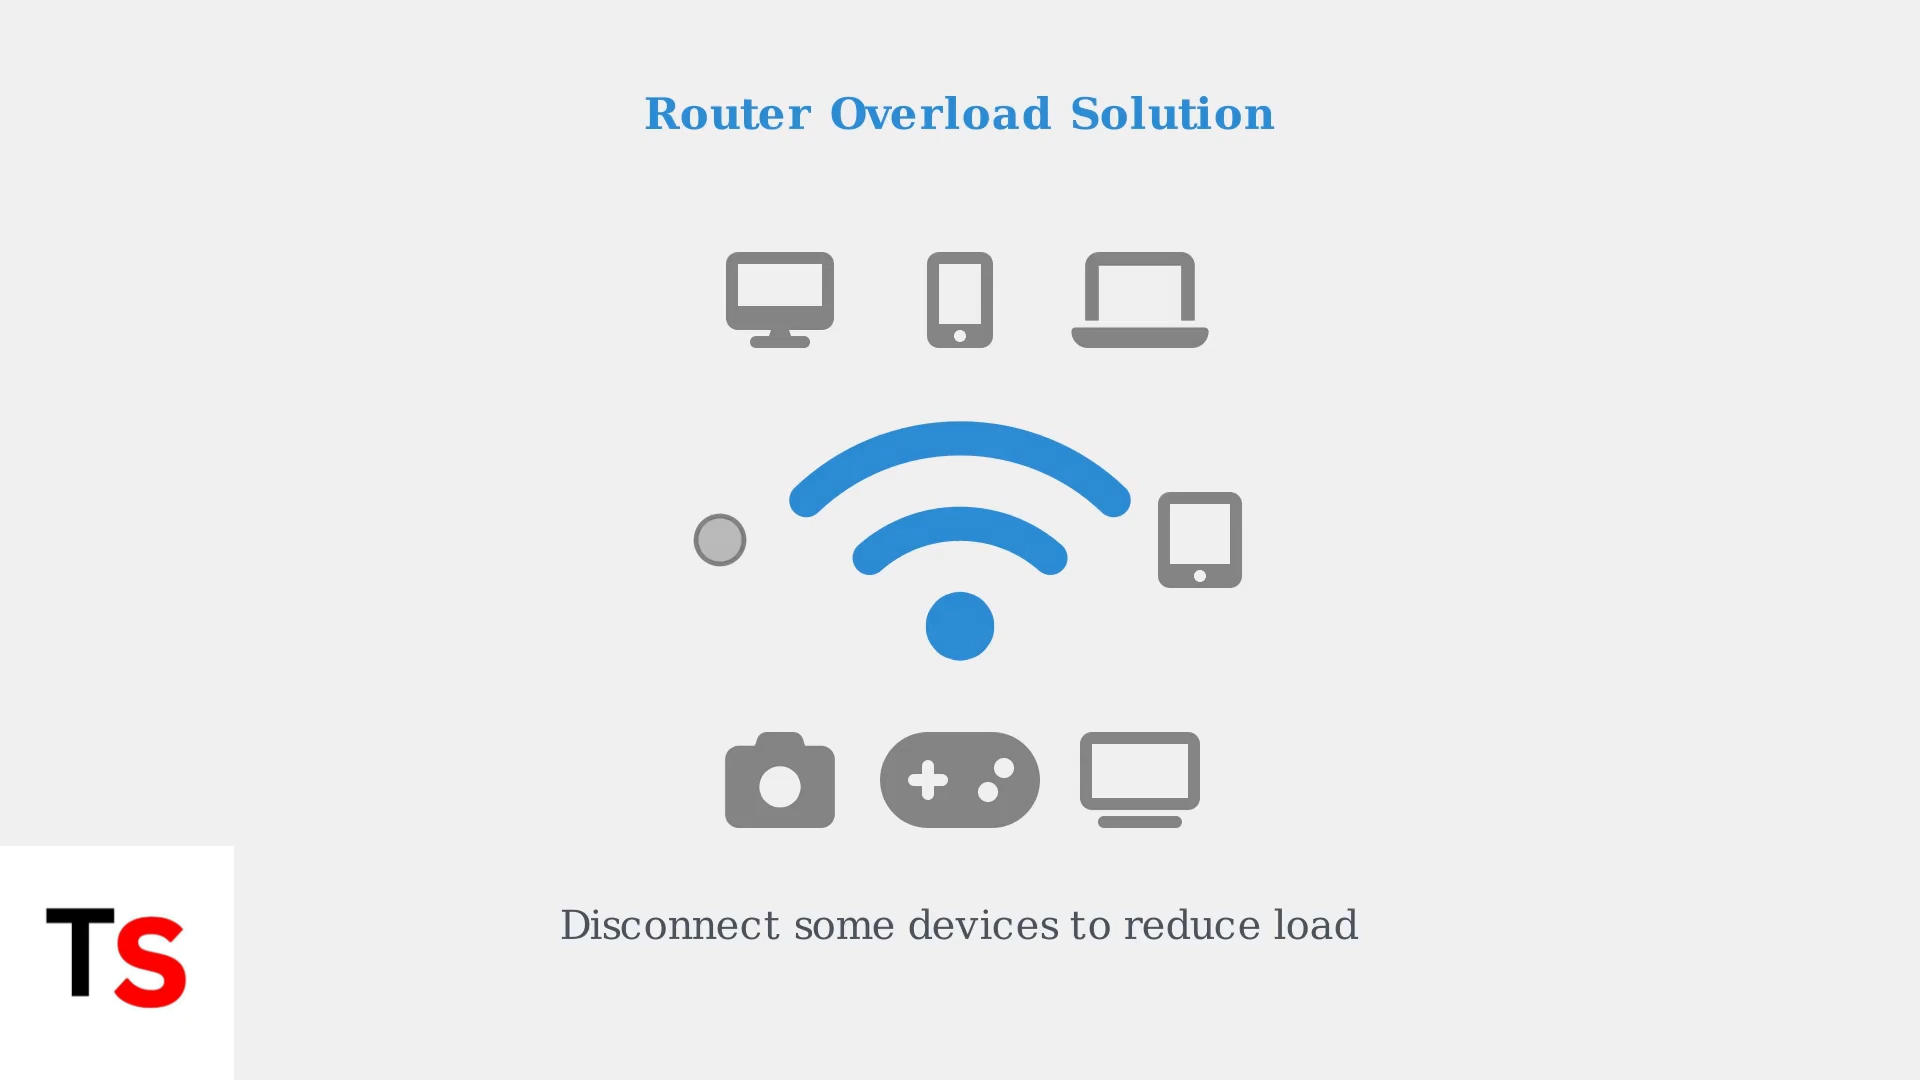 Router Overload Solution
Disconnect some devices to reduce load
TS